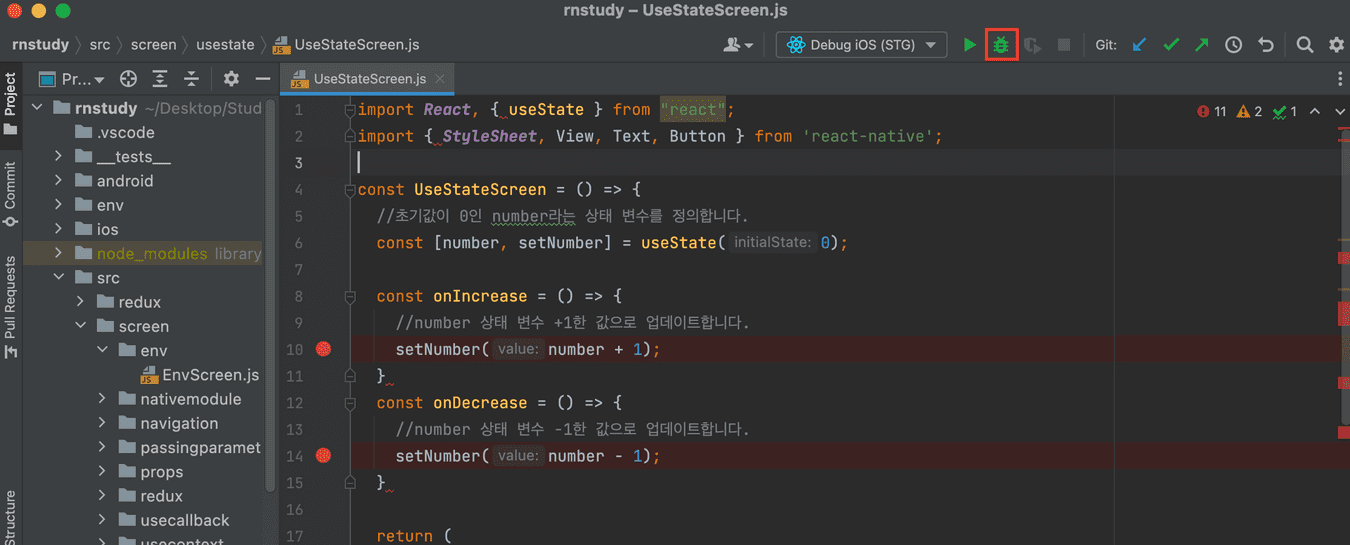 rnstudy – UseStateScreen.js
rnstudy src screen usestate UseStateScreen.js
Debug iOS (STG)
Git:
Pr...
UseStateScreen.js
Project
Commit
Pull Requests
Structure
rnstudy ~/Desktop/Stud
.vscode
__tests__
android
env
ios
node_modules library
src
redux
screen
env
EnvScreen.js
nativemodule
navigation
passingparamet
props
redux
usecallback
usecontext
11 2 1
1 import React, { useState } from "react";
2 import { StyleSheet, View, Text, Button } from 'react-native';
3
4 const UseStateScreen = () => {
5 //초기값이 0인 number라는 상태 변수를 정의합니다.
6 const [number, setNumber] = useState( initialState: 0);
7
8 const onIncrease = () => {
9 //number 상태 변수 +1한 값으로 업데이트합니다.
10 setNumber( value: number + 1);
11 }
12 const onDecrease = () => {
13 //number 상태 변수 -1한 값으로 업데이트합니다.
14 setNumber( value: number - 1);
15 }
16
17 return (